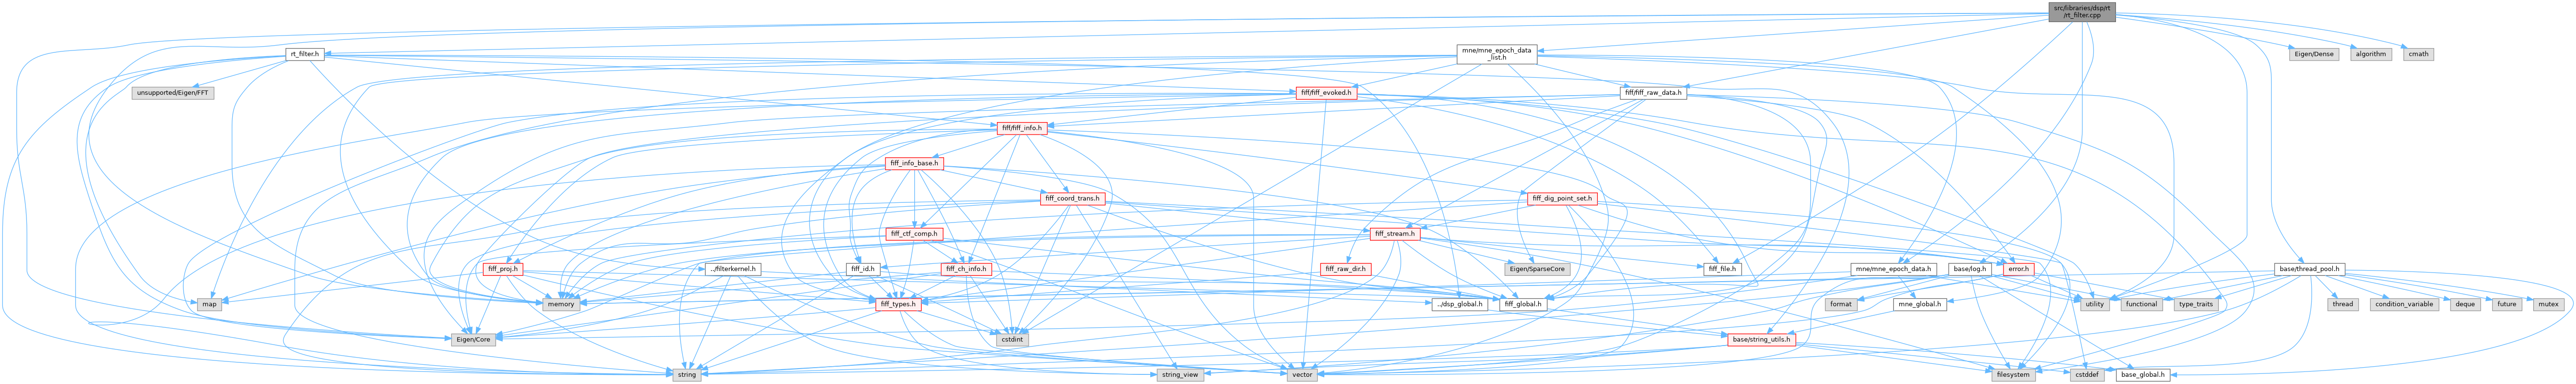 src/libraries/dsp/rt
/rt_filter.cpp
rt_filter.h
mne/mne_epoch_data
_list.h
Eigen/Dense
algorithm
cmath
unsupported/Eigen/FFT
fiff/fiff_evoked.h
fiff/fiff_raw_data.h
fiff/fiff_info.h
fiff_info_base.h
fiff_coord_trans.h
fiff_dig_point_set.h
fiff_ctf_comp.h
fiff_stream.h
fiff_proj.h
../filterkernel.h
fiff_id.h
fiff_ch_info.h
fiff_raw_dir.h
Eigen/SparseCore
fiff_file.h
mne/mne_epoch_data.h
base/log.h
error.h
base/thread_pool.h
map
memory
fiff_types.h
../dsp_global.h
fiff_global.h
format
mne_global.h
utility
functional
type_traits
thread
condition_variable
deque
future
mutex
Eigen/Core
cstdint
base/string_utils.h
string
string_view
vector
filesystem
cstddef
base_global.h